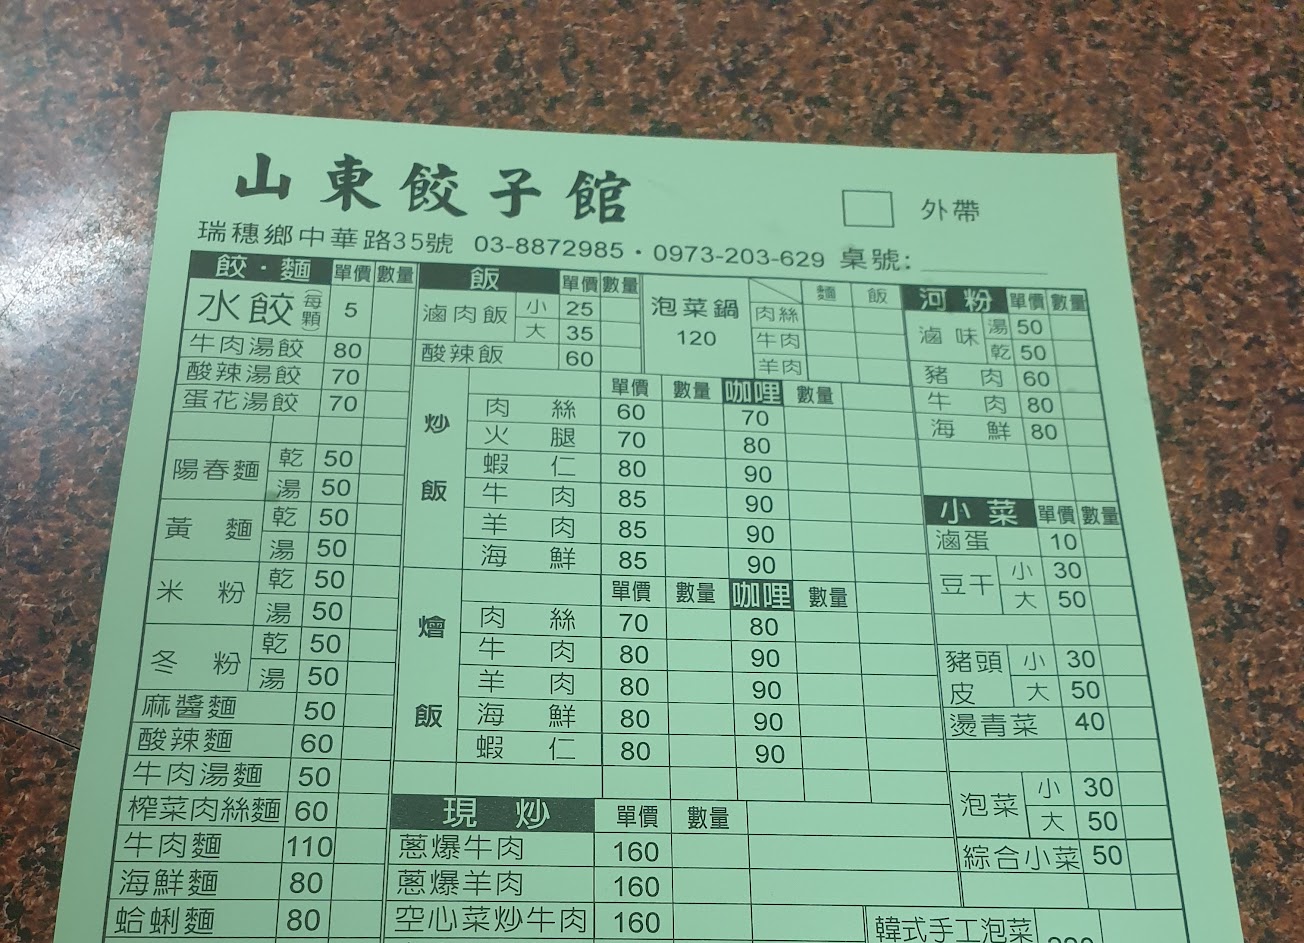 山東餃子館
外帶
瑞穗鄉中華路35號 03-8872985・0973-203-629 桌號:
餃・麵 單價 數量
水餃(每顆) 5
牛肉湯餃 80
酸辣湯餃 70
蛋花湯餃 70
陽春麵 乾 50
湯 50
黃麵 乾 50
湯 50
米粉 乾 50
湯 50
冬粉 乾 50
湯 50
麻醬麵 50
酸辣麵 60
牛肉湯麵 50
榨菜肉絲麵 60
牛肉麵 110
海鮮麵 80
蛤蜊麵 80
飯 單價 數量
滷肉飯 小 25
大 35
酸辣飯 60
泡菜鍋 120
麵 飯
肉絲
牛肉
羊肉
炒飯
單價 數量 咖哩 數量
肉絲 60 70
火腿 70 80
蝦仁 80 90
牛肉 85 90
羊肉 85 90
海鮮 85 90
燴飯
單價 數量 咖哩 數量
肉絲 70 80
牛肉 80 90
羊肉 80 90
海鮮 80 90
蝦仁 80 90
現炒 單價 數量
蔥爆牛肉 160
蔥爆羊肉 160
空心菜炒牛肉 160
河粉 單價 數量
滷味 湯 50
乾 50
豬肉 60
牛肉 80
海鮮 80
小菜 單價 數量
滷蛋 10
豆干 小 30
大 50
豬頭皮 小 30
大 50
燙青菜 40
泡菜 小 30
大 50
綜合小菜 50
韓式手工泡菜